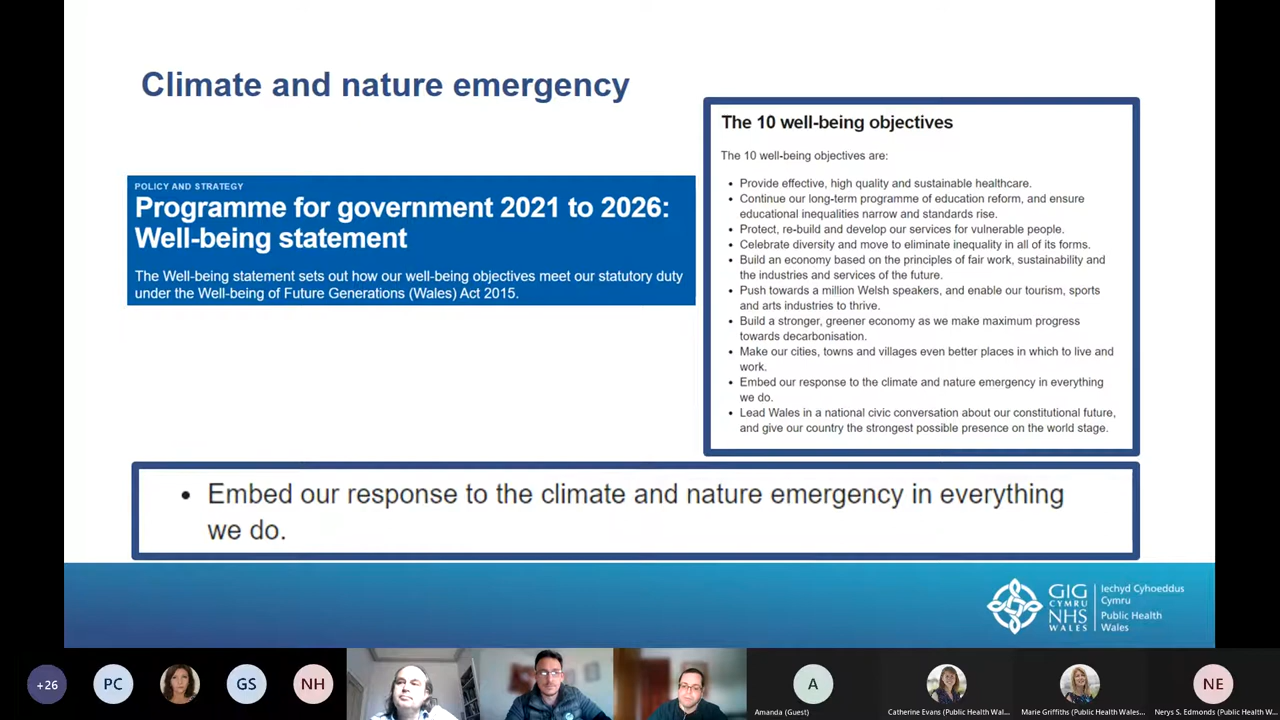 Climate and nature emergency
POLICY AND STRATEGY
Programme for government 2021 to 2026:
Well-being statement
The Well-being statement sets out how our well-being objectives meet our statutory duty
under the Well-being of Future Generations (Wales) Act 2015.
The 10 well-being objectives
The 10 well-being objectives are:
• Provide effective, high quality and sustainable healthcare.
• Continue our long-term programme of education reform, and ensure
educational inequalities narrow and standards rise.
• Protect, re-build and develop our services for vulnerable people.
• Celebrate diversity and move to eliminate inequality in all of its forms.
• Build an economy based on the principles of fair work, sustainability and
the industries and services of the future.
• Push towards a million Welsh speakers, and enable our tourism, sports
and arts industries to thrive.
• Build a stronger, greener economy as we make maximum progress
towards decarbonisation.
• Make our cities, towns and villages even better places in which to live and
work.
• Embed our response to the climate and nature emergency in everything
we do.
• Lead Wales in a national civic conversation about our constitutional future,
and give our country the strongest possible presence on the world stage.
• Embed our response to the climate and nature emergency in everything
we do.
GIG
CYMRU
NHS
WALES
Iechyd Cyhoeddus
Cymru
Public Health
Wales
+26
PC
GS
NH
A
NE
Amanda (Guest)
Catherine Evans (Public Health Wal...
Marie Griffiths (Public Health Wales...
Nerys S. Edmonds (Public Health W...